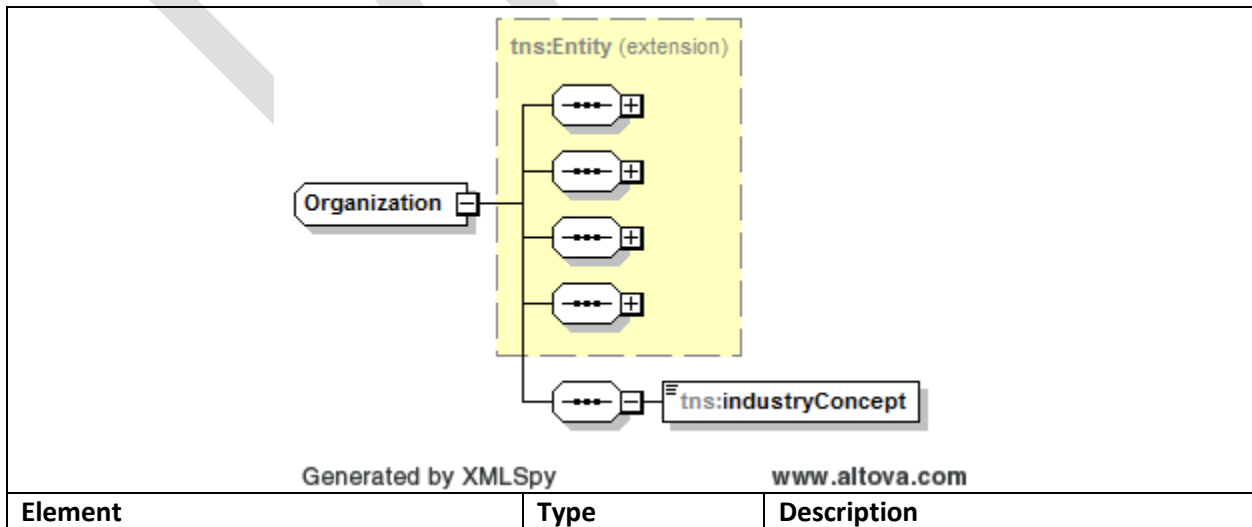 tns:Entity (extension)
Organization
tns:industryConcept
Generated by XMLSpy www.altova.com
Element Type Description